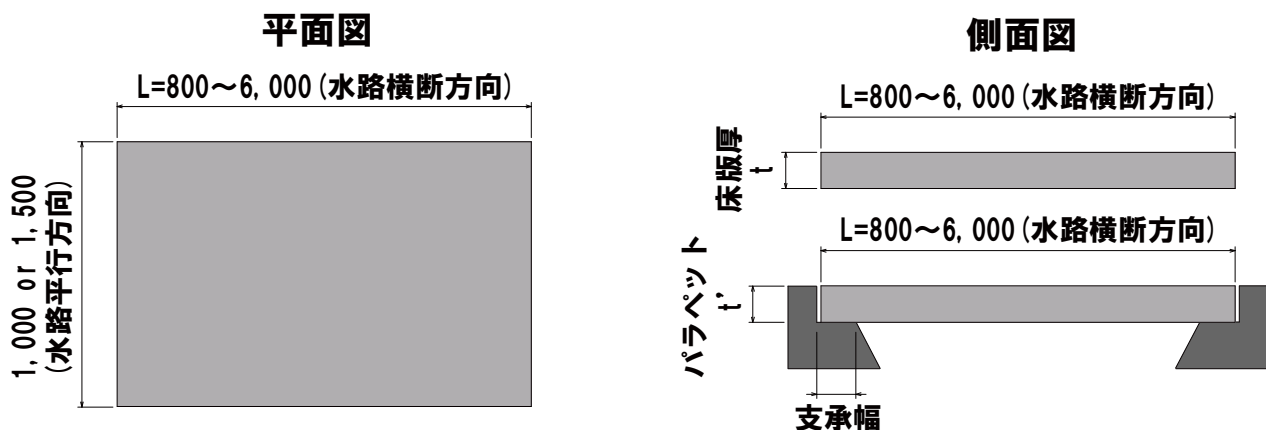 平面図
L=800～6,000(水路横断方向)
1,000 or 1,500
(水路平行方向)
側面図
L=800～6,000(水路横断方向)
床版厚
t
L=800～6,000(水路横断方向)
パラペット
t'
支承幅